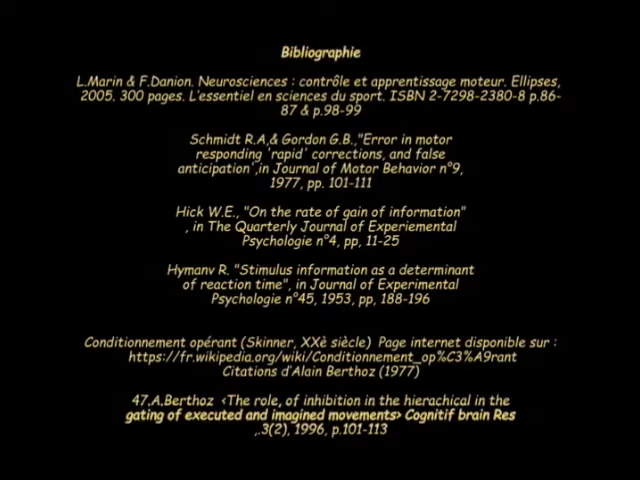 Bibliographie
L.Marin & F.Danion. Neurosciences : contrôle et apprentissage moteur. Ellipses,
2005. 300 pages. L'essentiel en sciences du sport. ISBN 2-7298-2380-8 p.86-
87 & p.98-99
Schmidt R.A,& Gordon G.B.,"Error in motor
responding 'rapid' corrections, and false
anticipation',in Journal of Motor Behavior n°9,
1977, pp. 101-111
Hick W.E., "On the rate of gain of information"
, in The Quarterly Journal of Experiemental
Psychologie n°4, pp, 11-25
Hymanv R. "Stimulus information as a determinant
of reaction time", in Journal of Experimental
Psychologie n°45, 1953, pp, 188-196
Conditionnement opérant (Skinner, XXè siècle) Page internet disponible sur :
https://fr.wikipedia.org/wiki/Conditionnement_op%C3%A9rant
Citations d'Alain Berthoz (1977)
47.A.Berthoz <The role, of inhibition in the hierachical in the
gating of executed and imagined movements> Cognitif brain Res
,.3(2), 1996, p.101-113